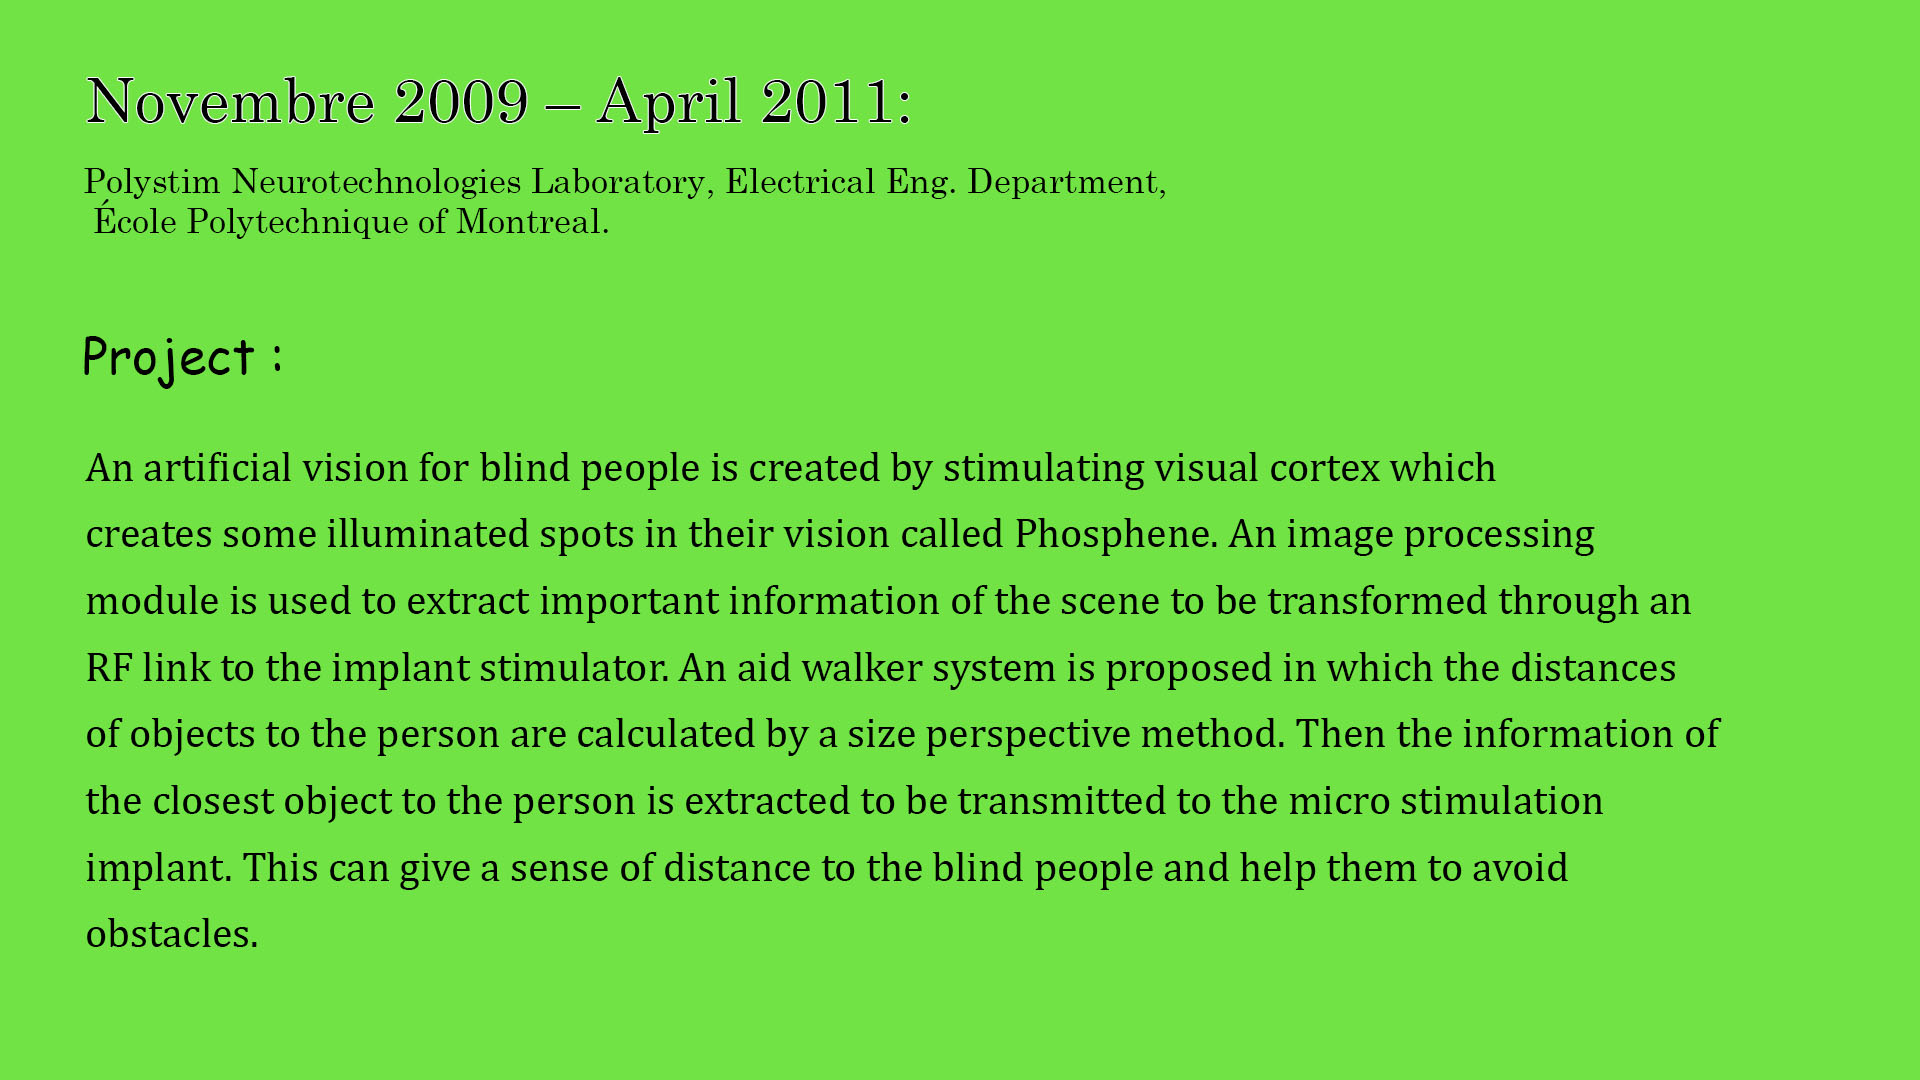 Novembre 2009 – April 2011:
Polystim Neurotechnologies Laboratory, Electrical Eng. Department,
École Polytechnique of Montreal.
Project :
An artificial vision for blind people is created by stimulating visual cortex which
creates some illuminated spots in their vision called Phosphene. An image processing
module is used to extract important information of the scene to be transformed through an
RF link to the implant stimulator. An aid walker system is proposed in which the distances
of objects to the person are calculated by a size perspective method. Then the information of
the closest object to the person is extracted to be transmitted to the micro stimulation
implant. This can give a sense of distance to the blind people and help them to avoid
obstacles.